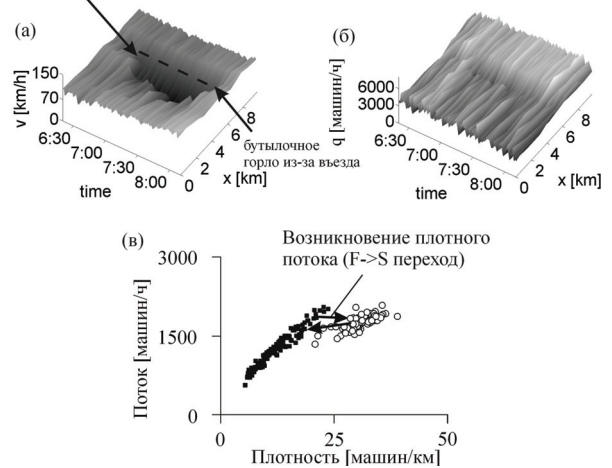 (а)
(б)
v [km/h]
150
70
0
6:30
7:00
7:30
8:00
time
0
2
4
6
8
x [km]
бутылочное
горло из-за въезда
q [машин/ч]
6000
3000
0
6:30
7:00
7:30
8:00
time
0
2
4
6
8
x [km]
(в)
Возникновение плотного
потока (F->S переход)
Поток [машин/ч]
3000
1500
0
0
25
50
Плотность [машин/км]